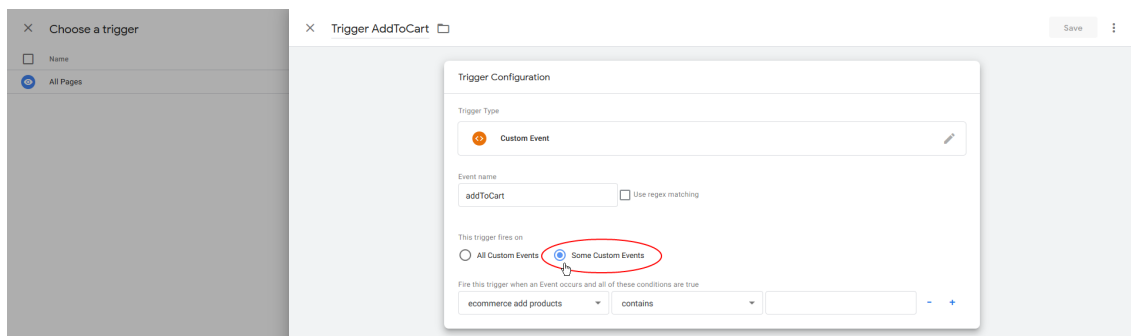 Choose a trigger
Name
All Pages
Trigger AddToCart
Save
Trigger Configuration
Trigger Type
Custom Event
Event name
addToCart
Use regex matching
This trigger fires on
All Custom Events Some Custom Events
Fire this trigger when an Event occurs and all of these conditions are true
ecommerce add products contains